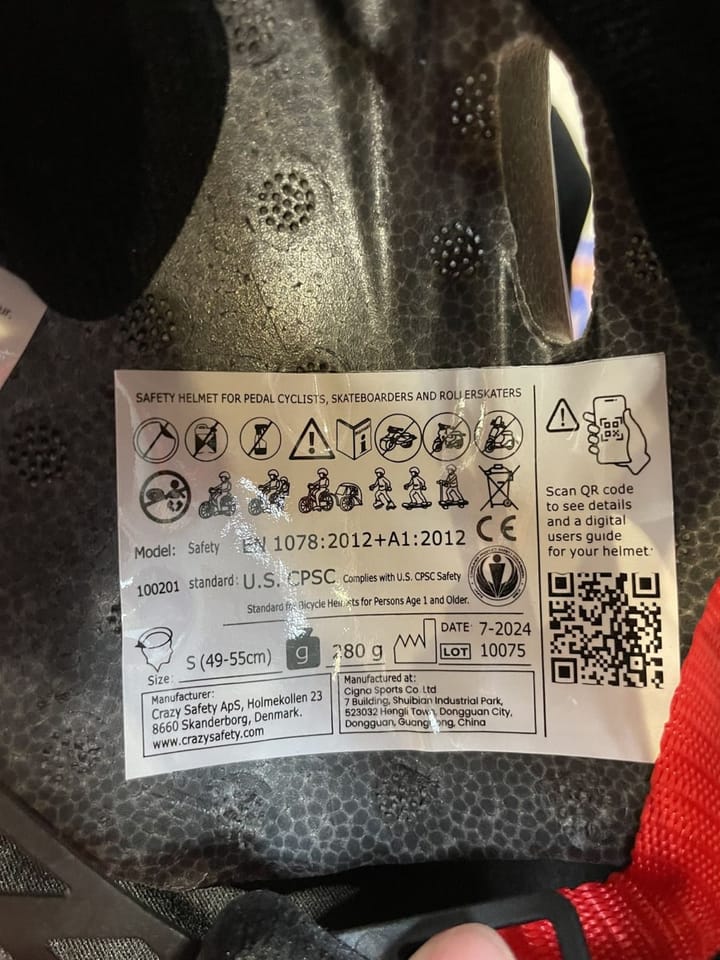 SAFETY HELMET FOR PEDAL CYCLISTS, SKATEBOARDERS AND ROLLERSKATERS
Model: Safety EN 1078:2012+A1:2012 CE
100201 standard: U.S. CPSC Complies with U.S. CPSC Safety
Standard for Bicycle Helmets for Persons Age 1 and Older.
DATE 7-2024
Size: S (49-55cm) g 280 g LOT 10075
Manufacturer:
Crazy Safety ApS, Holmekollen 23
8660 Skanderborg, Denmark.
www.crazysafety.com
Manufactured at:
Cigno Sports Co. Ltd
7 Building, Shuibian Industrial Park,
523032 Hengli Town, Dongguan City,
Dongguan, Guangdong, China
Scan QR code
to see details
and a digital
users guide
for your helmet